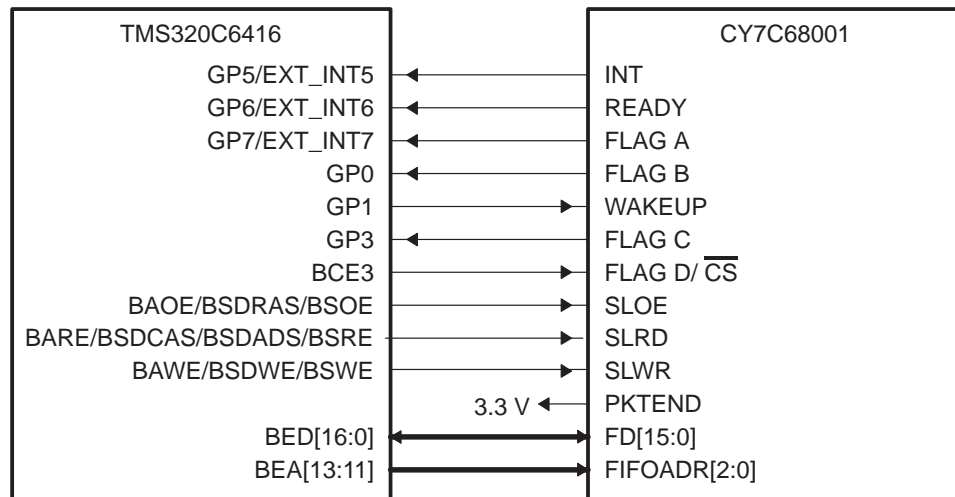 TMS320C6416 CY7C68001
GP5/EXT_INT5 INT
GP6/EXT_INT6 READY
GP7/EXT_INT7 FLAG A
GP0 FLAG B
GP1 WAKEUP
GP3 FLAG C
BCE3 FLAG D/ CS
BAOE/BSDRAS/BSOE SLOE
BARE/BSDCAS/BSDADS/BSRE SLRD
BAWE/BSDWE/BSWE SLWR
3.3 V PKTEND
BED[16:0] FD[15:0]
BEA[13:11] FIFOADR[2:0]